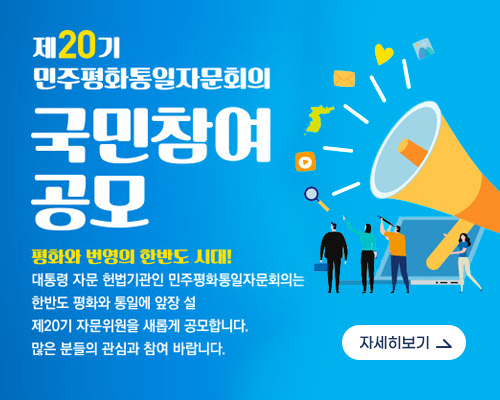 제20기
민주평화통일자문회의
국민참여
공모
평화와 번영의 한반도 시대!
대통령 자문 헌법기관인 민주평화통일자문회의는
한반도 평화와 통일에 앞장 설
제20기 자문위원을 새롭게 공모합니다.
많은 분들의 관심과 참여 바랍니다.
자세히보기